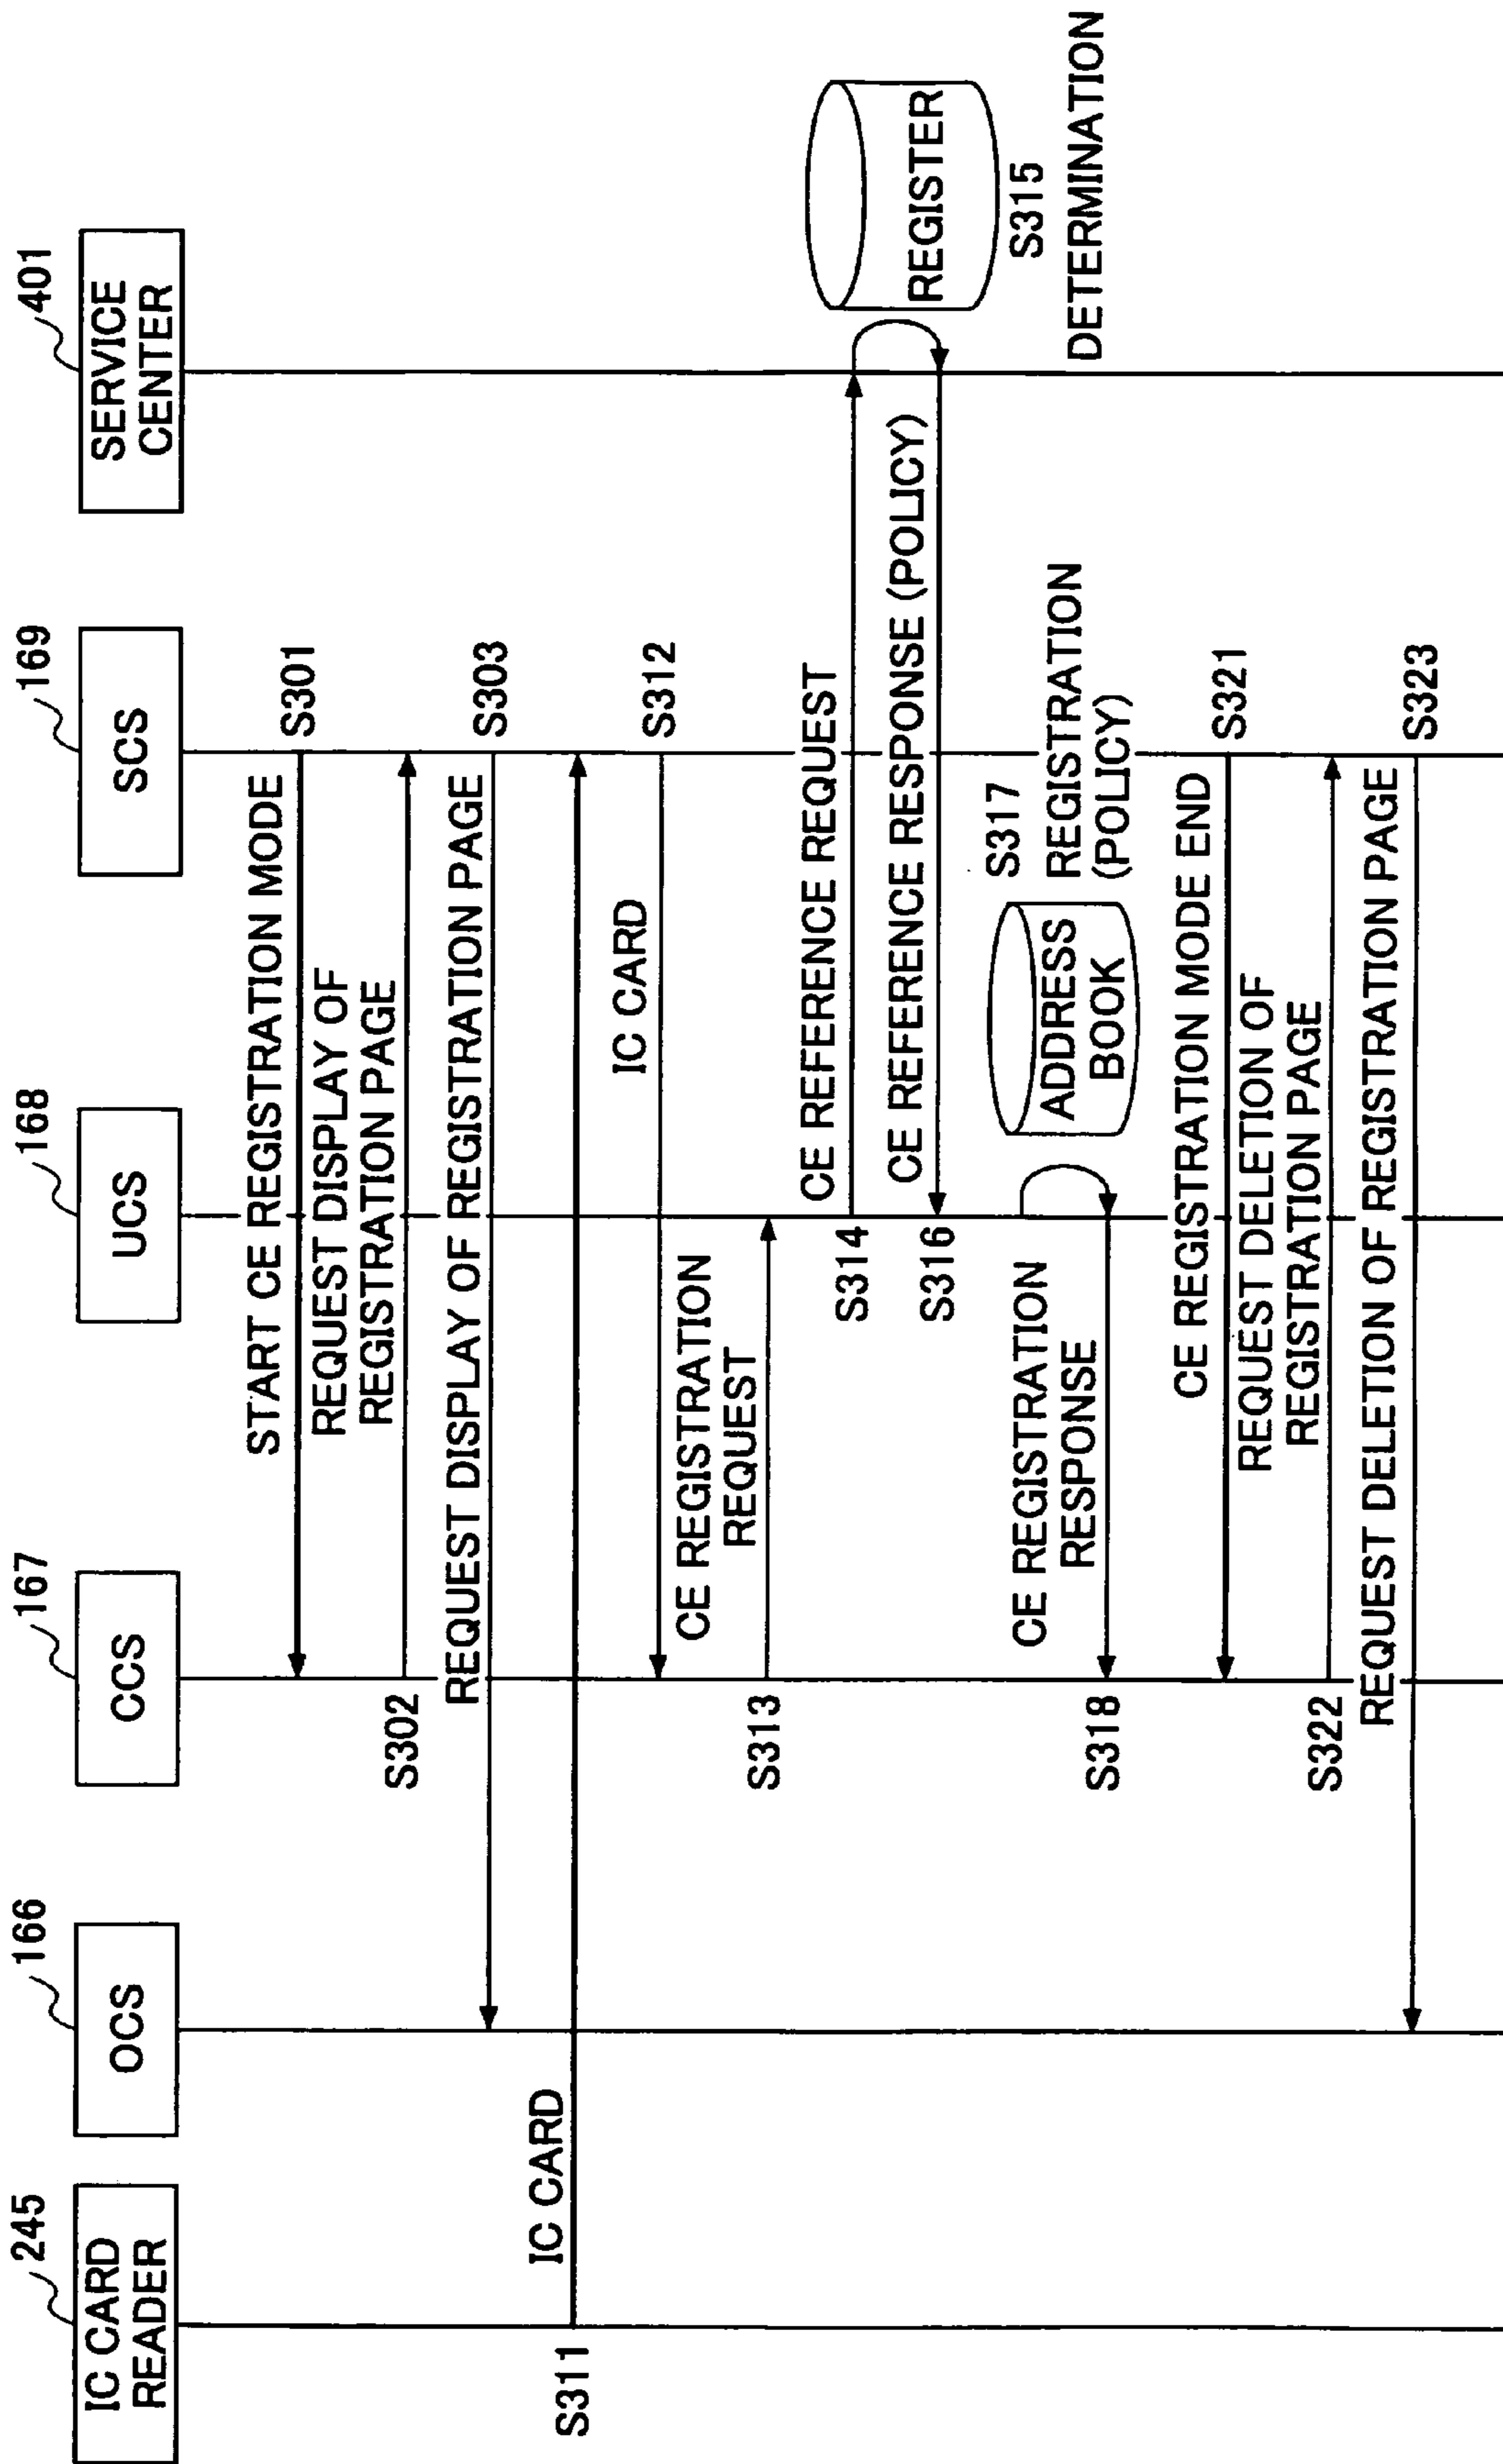 245
IC CARD
READER
166
OCS
167
CCS
168
UCS
169
SCS
401
SERVICE
CENTER
START CE REGISTRATION MODE
S301
REQUEST DISPLAY OF
REGISTRATION PAGE
S302
REQUEST DISPLAY OF REGISTRATION PAGE
S303
IC CARD
S311
IC CARD
S312
CE REGISTRATION
REQUEST
S313
CE REFERENCE REQUEST
S314
REGISTER
S315
DETERMINATION
CE REFERENCE RESPONSE (POLICY)
S316
ADDRESS
BOOK
S317
REGISTRATION
(POLICY)
CE REGISTRATION
RESPONSE
S318
CE REGISTRATION MODE END
S321
REQUEST DELETION OF
REGISTRATION PAGE
S322
REQUEST DELETION OF REGISTRATION PAGE
S323